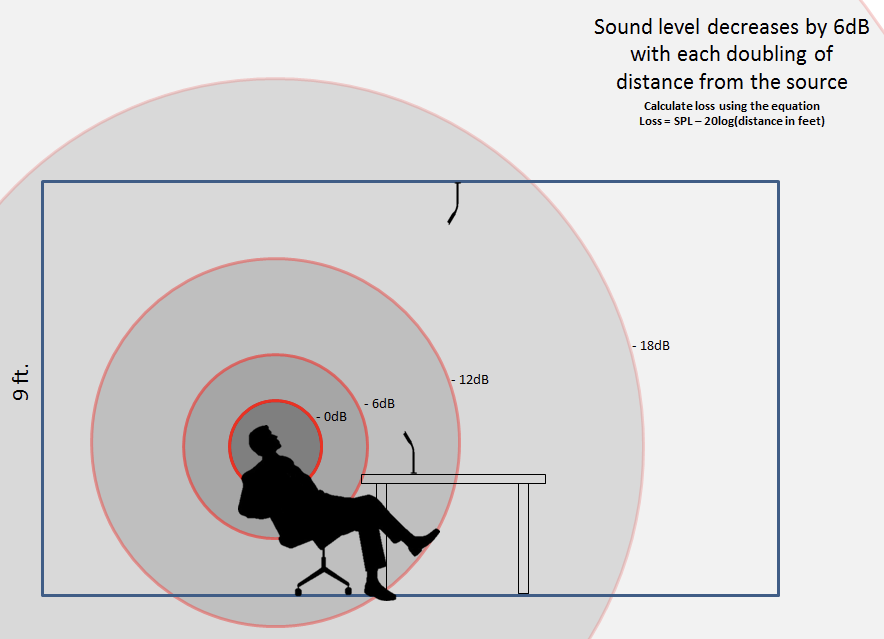 Sound level decreases by 6dB
with each doubling of
distance from the source
Calculate loss using the equation
Loss = SPL – 20log(distance in feet)
- 18dB
- 12dB
- 6dB
- 0dB
9 ft.